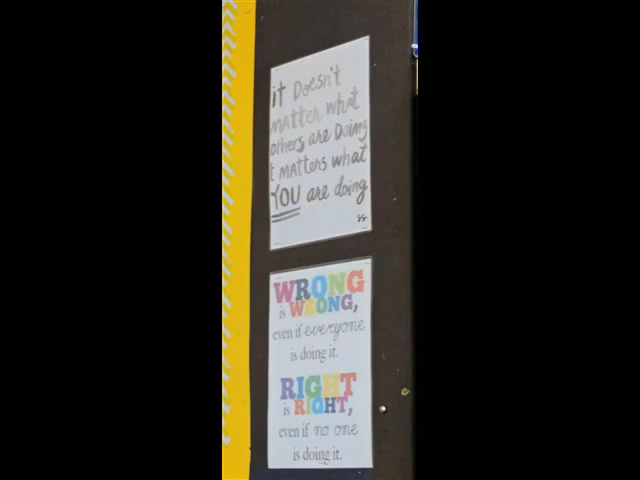 it Doesn't
MATTER what
others are Doing
t MATTERS what
YOU are doing
WRONG
is WRONG,
even if everyone
is doing it.
RIGHT
is RIGHT,
even if no one
is doing it.